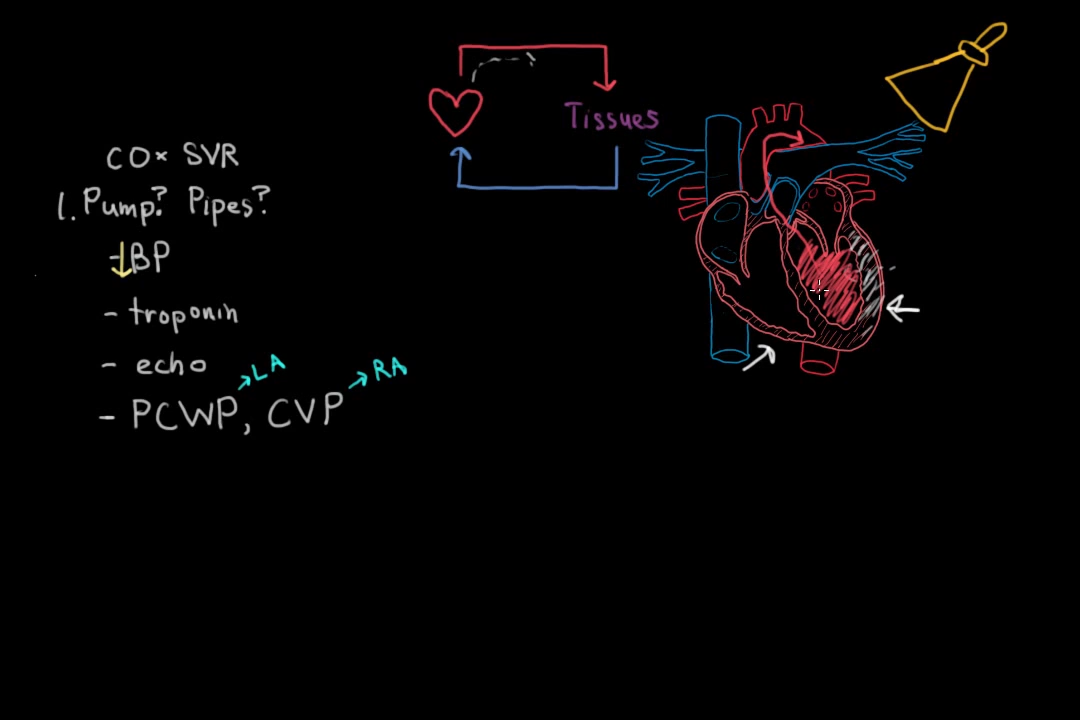 Tissues
CO × SVR
1. Pump? Pipes?
↓BP
- troponin
- echo
→LA
→RA
- PCWP, CVP